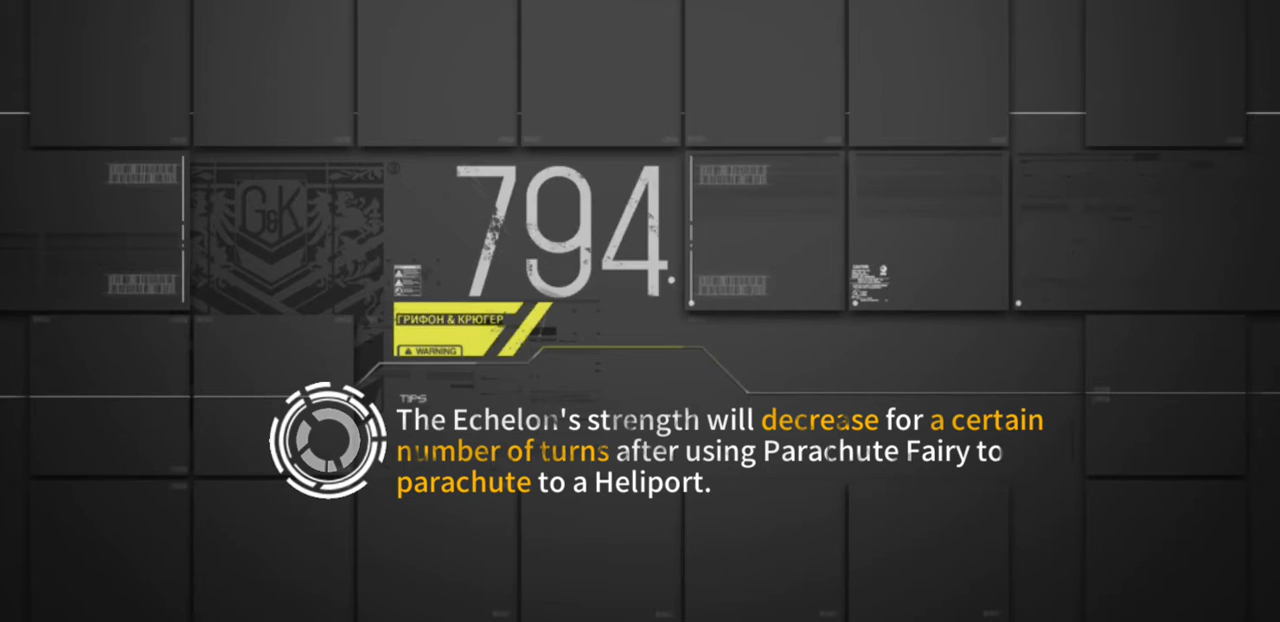 G&K
794.
ГРИФОН & КРЮГЕР
WARNING
TIPS
The Echelon's strength will decrease for a certain
number of turns after using Parachute Fairy to
parachute to a Heliport.